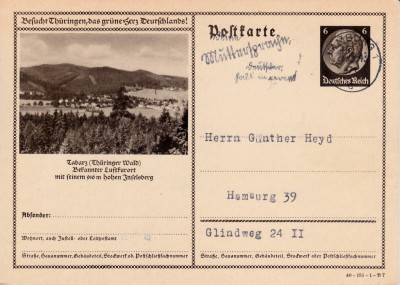 Besucht Thüringen, das grüne Herz Deutschlands!
Postkarte
Muttersprache,
6 6
Deutsches Reich
Tabarz (Thüringer Wald)
Bekannter Luftkurort
mit seinem 916 m hohen Inselsberg
Absender:
Wohnort, auch Zustell- oder Leitpostamt
Straße, Hausnummer, Gebäudeteil, Stockwerk od. Postschließfachnummer
Herrn Günther Heyd
Hamburg 39
Glindweg 24 II
Straße, Hausnummer, Gebäudeteil, Stockwerk oder Postschließfachnummer